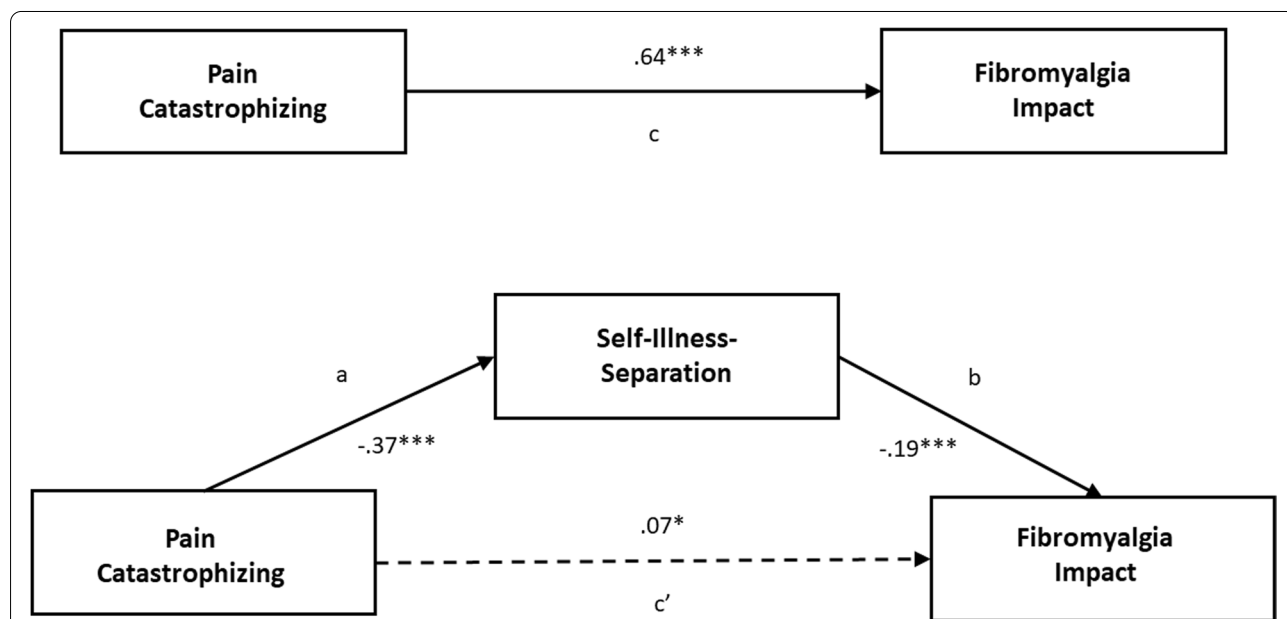 Pain
Catastrophizing
.64***
c
Fibromyalgia
Impact
Self-Illness-
Separation
a
-.37***
b
-.19***
Pain
Catastrophizing
.07*
c’
Fibromyalgia
Impact